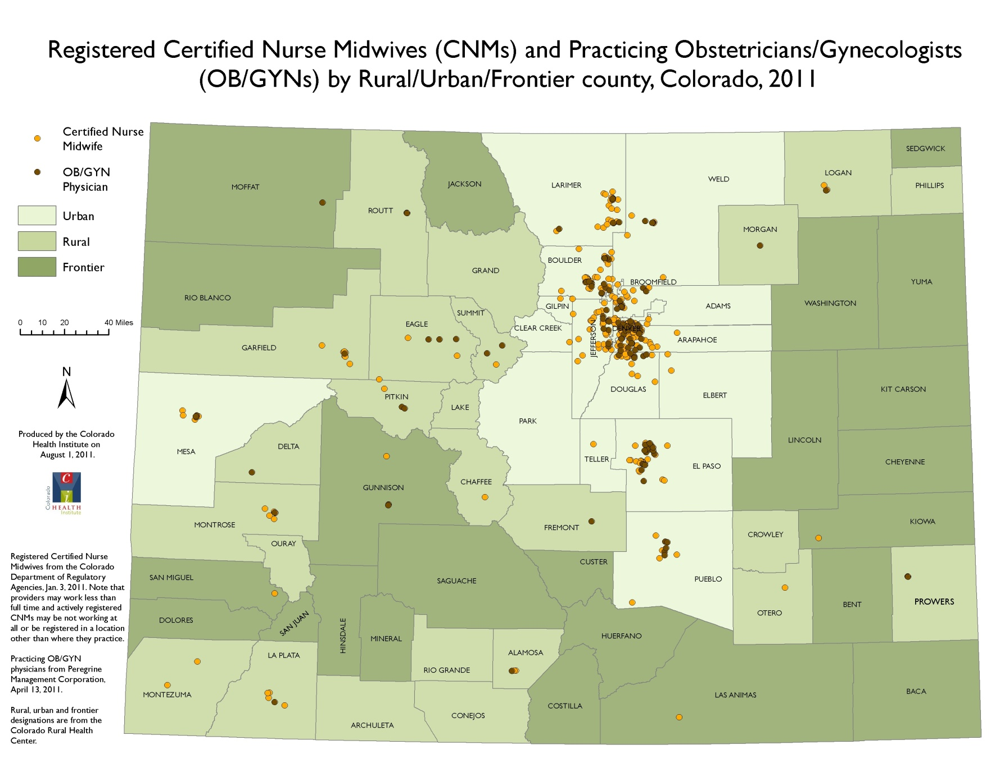 Registered Certified Nurse Midwives (CNMs) and Practicing Obstetricians/Gynecologists
(OB/GYNs) by Rural/Urban/Frontier county, Colorado, 2011
Certified Nurse
Midwife
OB/GYN
Physician
Urban
Rural
Frontier
0 10 20 40 Miles
N
Produced by the Colorado
Health Institute on
August 1, 2011.
Colorado
c
i
HEALTH
Institute
Registered Certified Nurse
Midwives from the Colorado
Department of Regulatory
Agencies, Jan. 3, 2011. Note that
providers may work less than
full time and actively registered
CNMs may be not working at
all or be registered in a location
other than where they practice.
Practicing OB/GYN
physicians from Peregrine
Management Corporation,
April 13, 2011.
Rural, urban and frontier
designations are from the
Colorado Rural Health
Center.
SEDGWICK
LOGAN
WELD
PHILLIPS
LARIMER
JACKSON
MOFFAT
ROUTT
MORGAN
BOULDER
GRAND
YUMA
BROOMFIELD
RIO BLANCO
WASHINGTON
GILPIN
ADAMS
SUMMIT
EAGLE
CLEAR CREEK
DENVER
JEFFERSON
ARAPAHOE
GARFIELD
DOUGLAS
KIT CARSON
ELBERT
PITKIN
LAKE
PARK
LINCOLN
DELTA
MESA
TELLER
CHEYENNE
EL PASO
CHAFFEE
GUNNISON
KIOWA
MONTROSE
FREMONT
CROWLEY
OURAY
CUSTER
SAN MIGUEL
PUEBLO
SAGUACHE
PROWERS
BENT
OTERO
DOLORES
SAN JUAN
HINSDALE
MINERAL
HUERFANO
ALAMOSA
LA PLATA
RIO GRANDE
BACA
MONTEZUMA
LAS ANIMAS
COSTILLA
CONEJOS
ARCHULETA